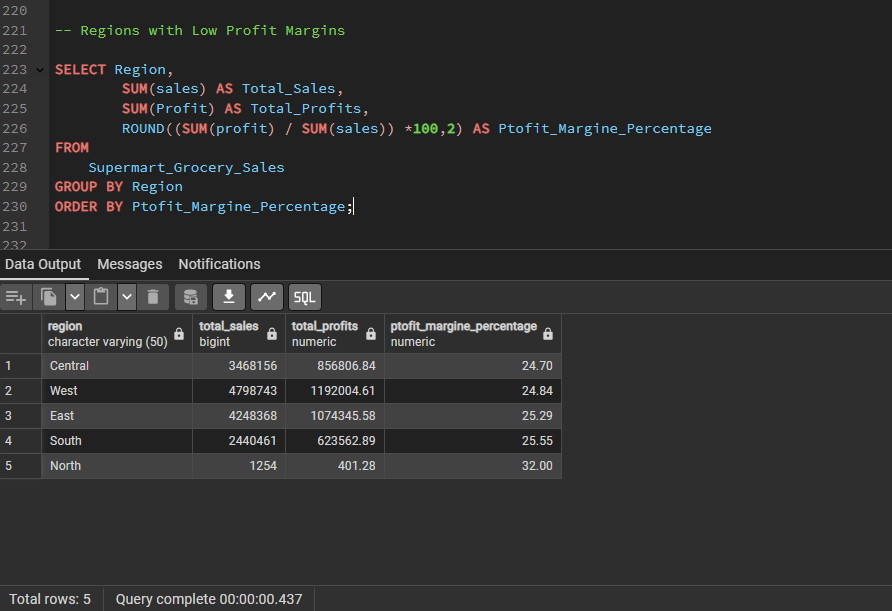 220
221 -- Regions with Low Profit Margins
222
223 SELECT Region,
224 SUM(sales) AS Total_Sales,
225 SUM(Profit) AS Total_Profits,
226 ROUND((SUM(profit) / SUM(sales)) *100,2) AS Ptofit_Margine_Percentage
227 FROM
228 Supermart_Grocery_Sales
229 GROUP BY Region
230 ORDER BY Ptofit_Margine_Percentage;
231
232
Data Output Messages Notifications
SQL
region total_sales total_profits ptofit_margine_percentage
character varying (50) bigint numeric numeric
1 Central 3468156 856806.84 24.70
2 West 4798743 1192004.61 24.84
3 East 4248368 1074345.58 25.29
4 South 2440461 623562.89 25.55
5 North 1254 401.28 32.00
Total rows: 5 Query complete 00:00:00.437